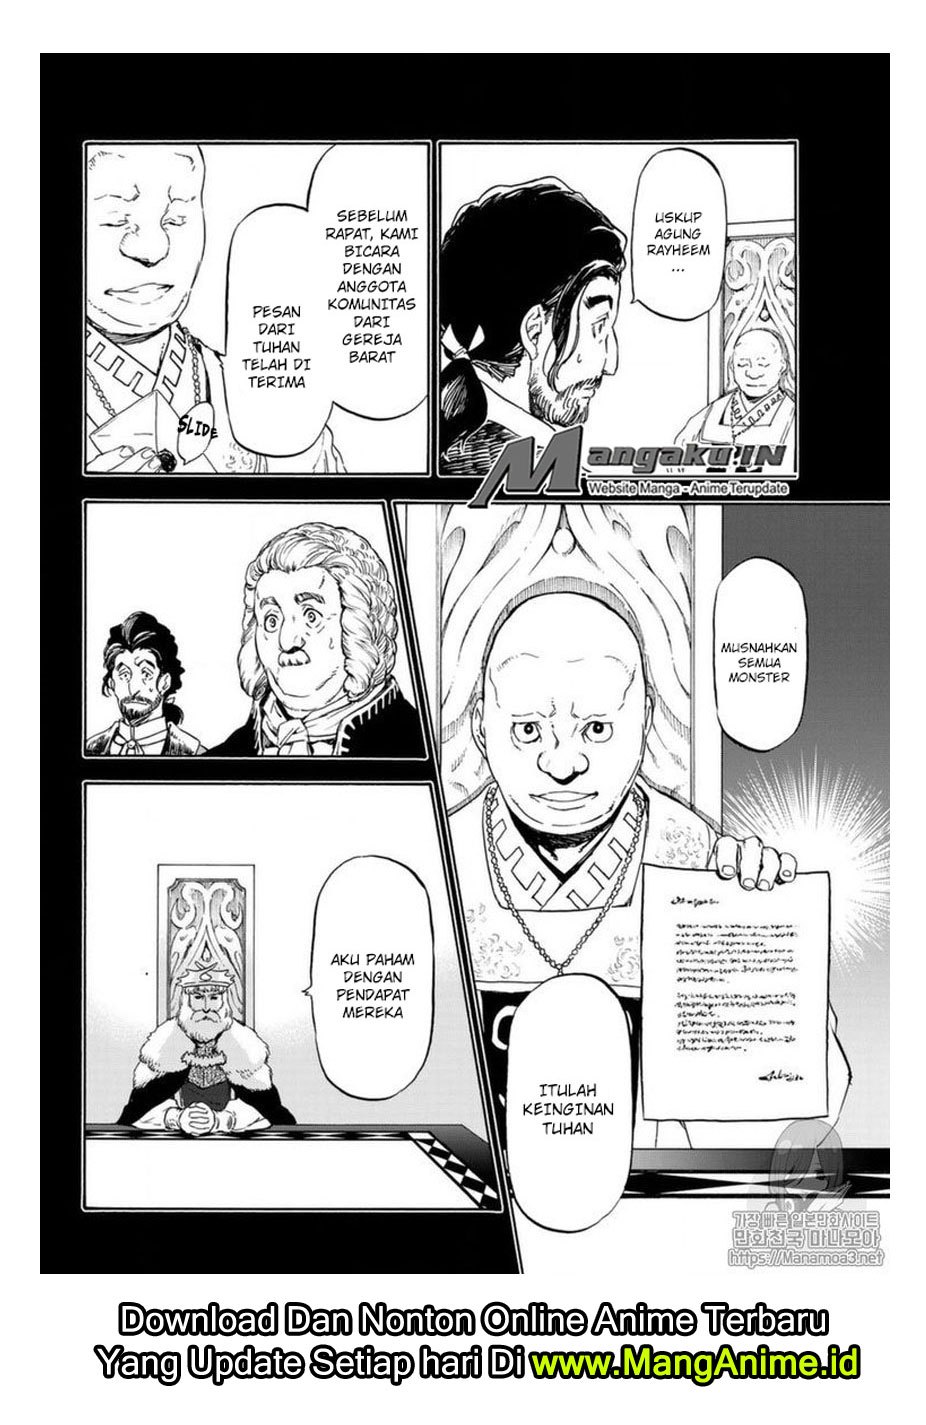 USKUP
AGUNG
RAYHEEM
...
SEBELUM
RAPAT, KAMI
BICARA
DENGAN
ANGGOTA
KOMUNITAS
DARI
GEREJA
BARAT
PESAN
DARI
TUHAN
TELAH DI
TERIMA
SLIDE
Mangaku.IN
Website Manga - Anime Terupdate
MUSNAHKAN
SEMUA
MONSTER
ITULAH
KEINGINAN
TUHAN
AKU PAHAM
DENGAN
PENDAPAT
MEREKA
가장빠른 일본만화사이트
만화천국 마나모아
https://Manamoa3.net
Download Dan Nonton Online Anime Terbaru
Yang Update Setiap hari Di www.MangAnime.id